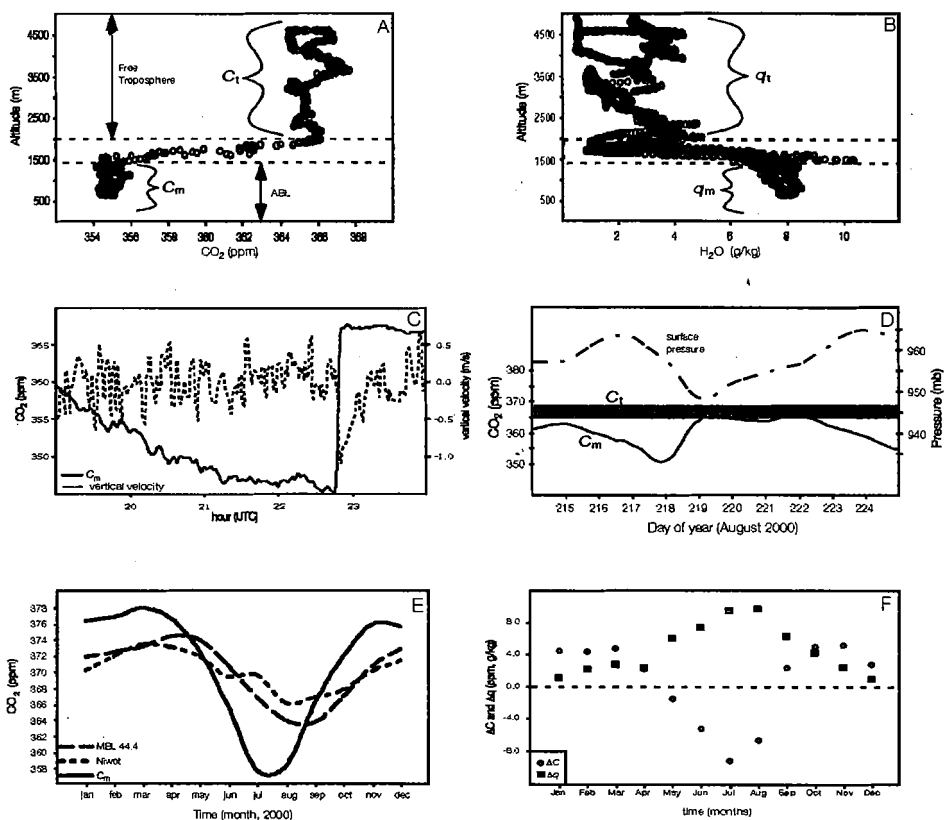 A
Altitude (m)
4500
3500
2500
1500
500
Free
Troposphere
Ct
Cm
ABL
354 356 358 360 362 364 366 368
CO2 (ppm)
B
Altitude (m)
4500
3500
2500
1500
500
qt
qm
2 4 6 8 10
H2O (g/kg)
C
CO2 (ppm)
365
360
355
350
0.5
0.0
-0.5
-1.0
vertical velocity (m/s)
Cm
vertical velocity
20 21 22 23
hour (UTC)
D
CO2 (ppm)
380
370
360
350
surface
pressure
Ct
Cm
960
950
940
Pressure (mb)
215 216 217 218 219 220 221 222 223 224
Day of year (August 2000)
E
CO2 (ppm)
378
376
374
372
370
368
366
364
362
360
358
MBL 44.4
Niwot
Cm
jan feb mar apr may jun jul aug sep oct nov dec
Time (month, 2000)
F
ΔC and Δq (ppm, g/kg)
8.0
4.0
0.0
-4.0
-8.0
ΔC
Δq
Jan Feb Mar Apr May Jun Jul Aug Sep Oct Nov Dec
time (months)